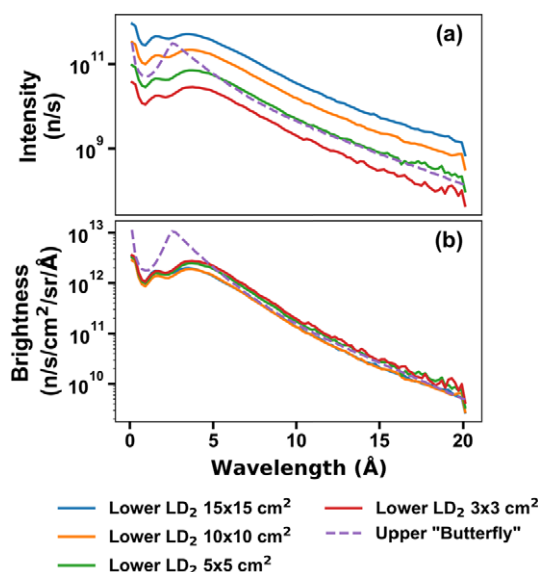 (a)
Intensity
(n/s)
10¹¹
10⁹
(b)
Brightness
(n/s/cm²/sr/Å)
10¹³
10¹²
10¹¹
10¹⁰
0 5 10 15 20
Wavelength (Å)
Lower LD₂ 15x15 cm²
Lower LD₂ 10x10 cm²
Lower LD₂ 5x5 cm²
Lower LD₂ 3x3 cm²
Upper "Butterfly"